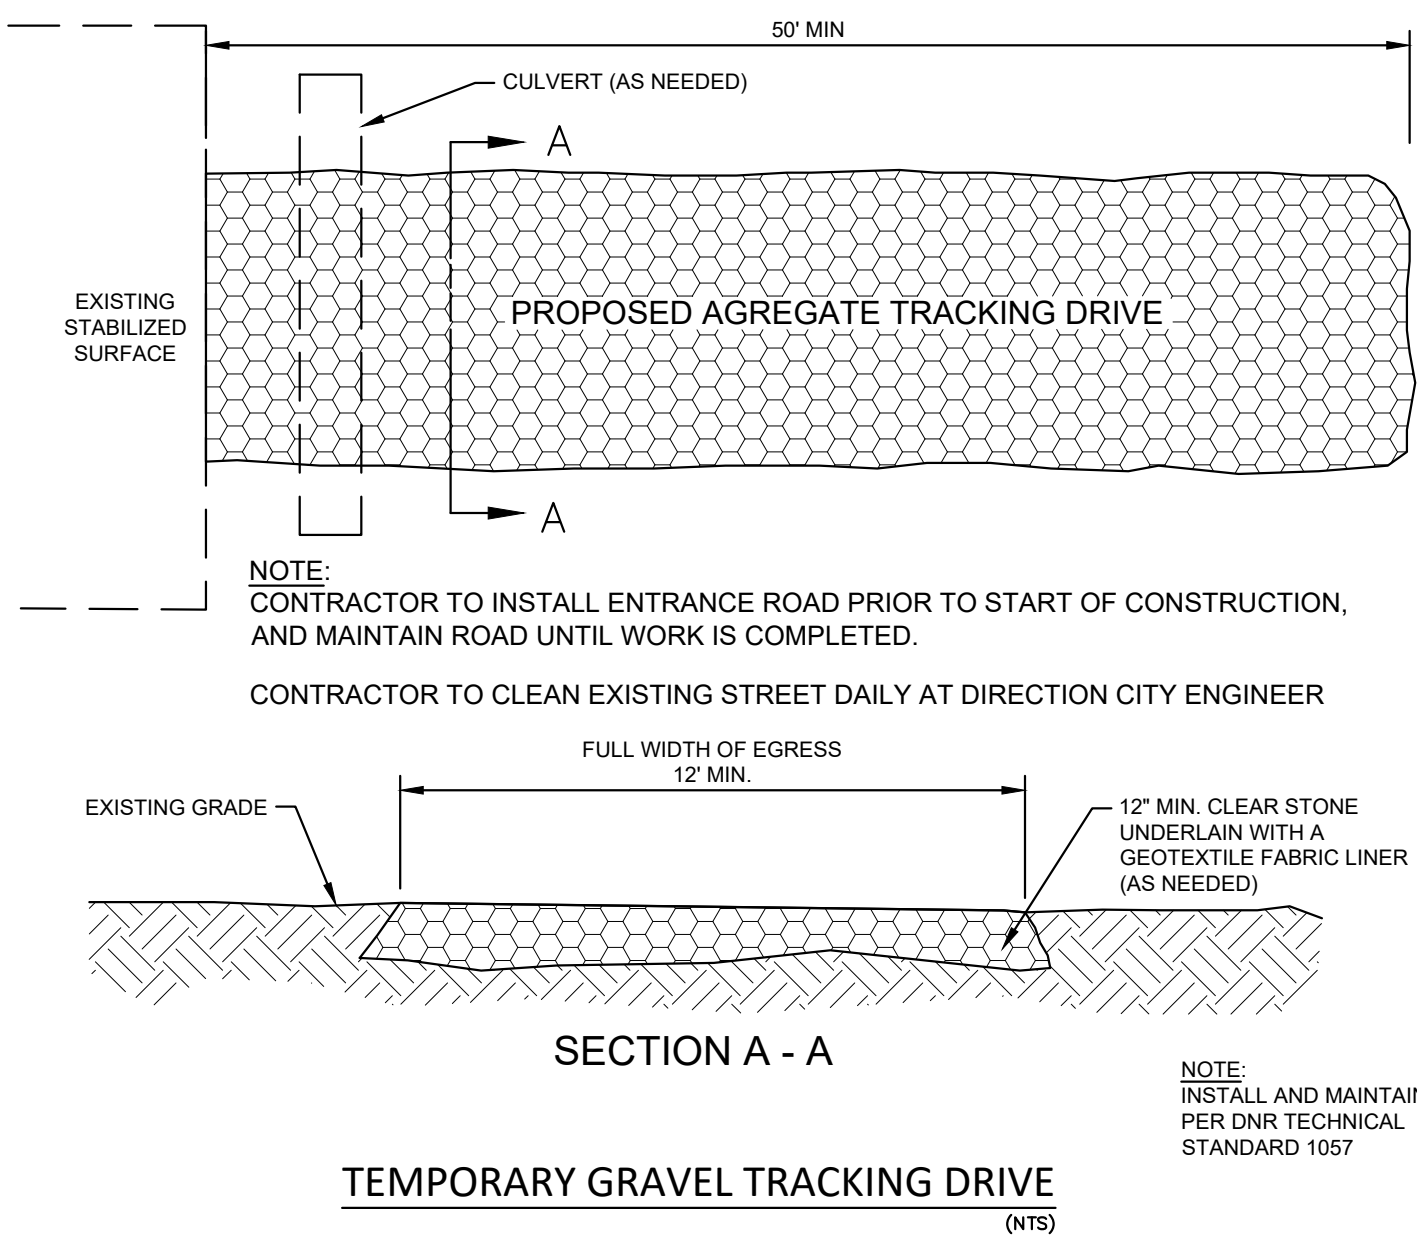 50' MIN
CULVERT (AS NEEDED)
A
EXISTING
STABILIZED
SURFACE
PROPOSED AGREGATE TRACKING DRIVE
A
NOTE:
CONTRACTOR TO INSTALL ENTRANCE ROAD PRIOR TO START OF CONSTRUCTION,
AND MAINTAIN ROAD UNTIL WORK IS COMPLETED.
CONTRACTOR TO CLEAN EXISTING STREET DAILY AT DIRECTION CITY ENGINEER
FULL WIDTH OF EGRESS
12' MIN.
EXISTING GRADE
12" MIN. CLEAR STONE
UNDERLAIN WITH A
GEOTEXTILE FABRIC LINER
(AS NEEDED)
SECTION A - A
NOTE:
INSTALL AND MAINTAIN
PER DNR TECHNICAL
STANDARD 1057
TEMPORARY GRAVEL TRACKING DRIVE
(NTS)